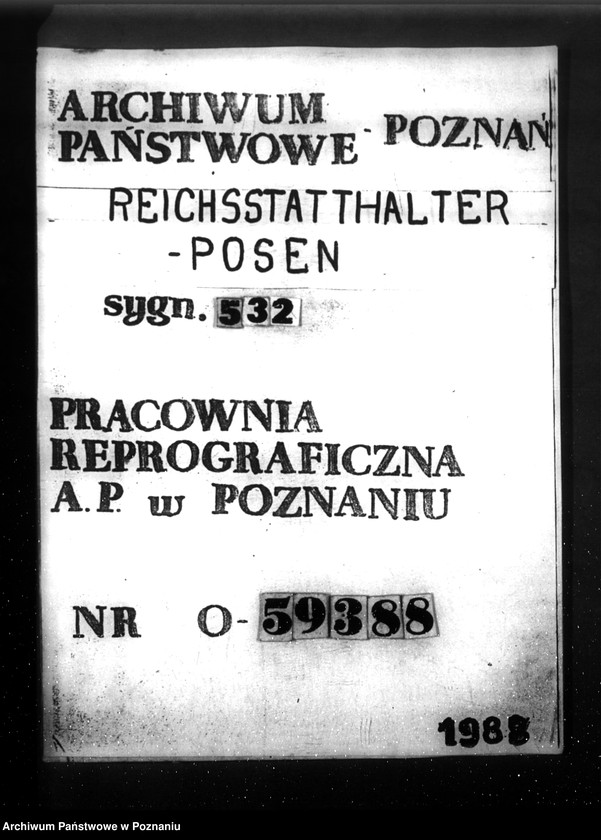 ARCHIWUM
PAŃSTWOWE - POZNAŃ
REICHSSTATTHALTER
-POSEN
sygn. 532
PRACOWNIA
REPROGRAFICZNA
A.P. w POZNANIU
NR O-59388
1988
Archiwum Państwowe w Poznaniu